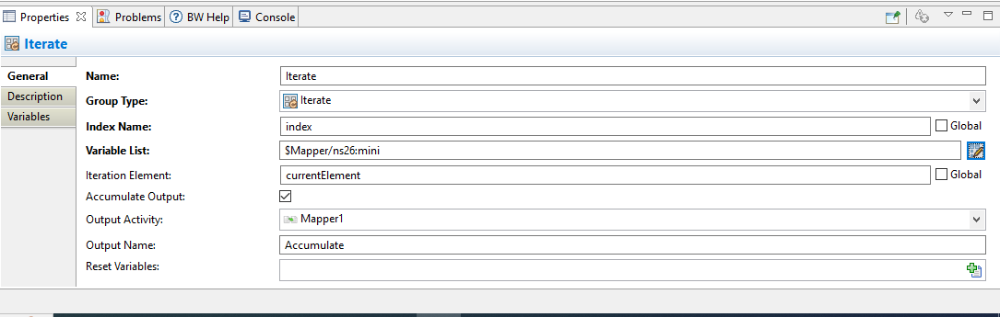 Properties Problems BW Help Console
Iterate
General
Description
Variables
Name: Iterate
Group Type: Iterate
Index Name: index Global
Variable List: $Mapper/ns26:mini
Iteration Element: currentElement Global
Accumulate Output:
Output Activity: Mapper1
Output Name: Accumulate
Reset Variables: